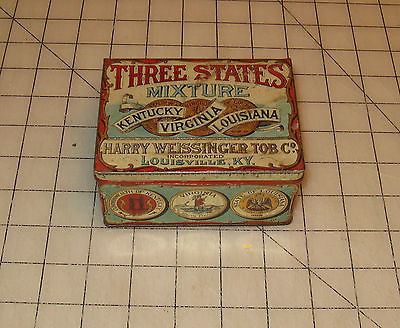 THREE STATES
MIXTURE
KENTUCKY VIRGINIA LOUISIANA
HARRY WEISSINGER TOB Co.
INCORPORATED
LOUISVILLE, KY.